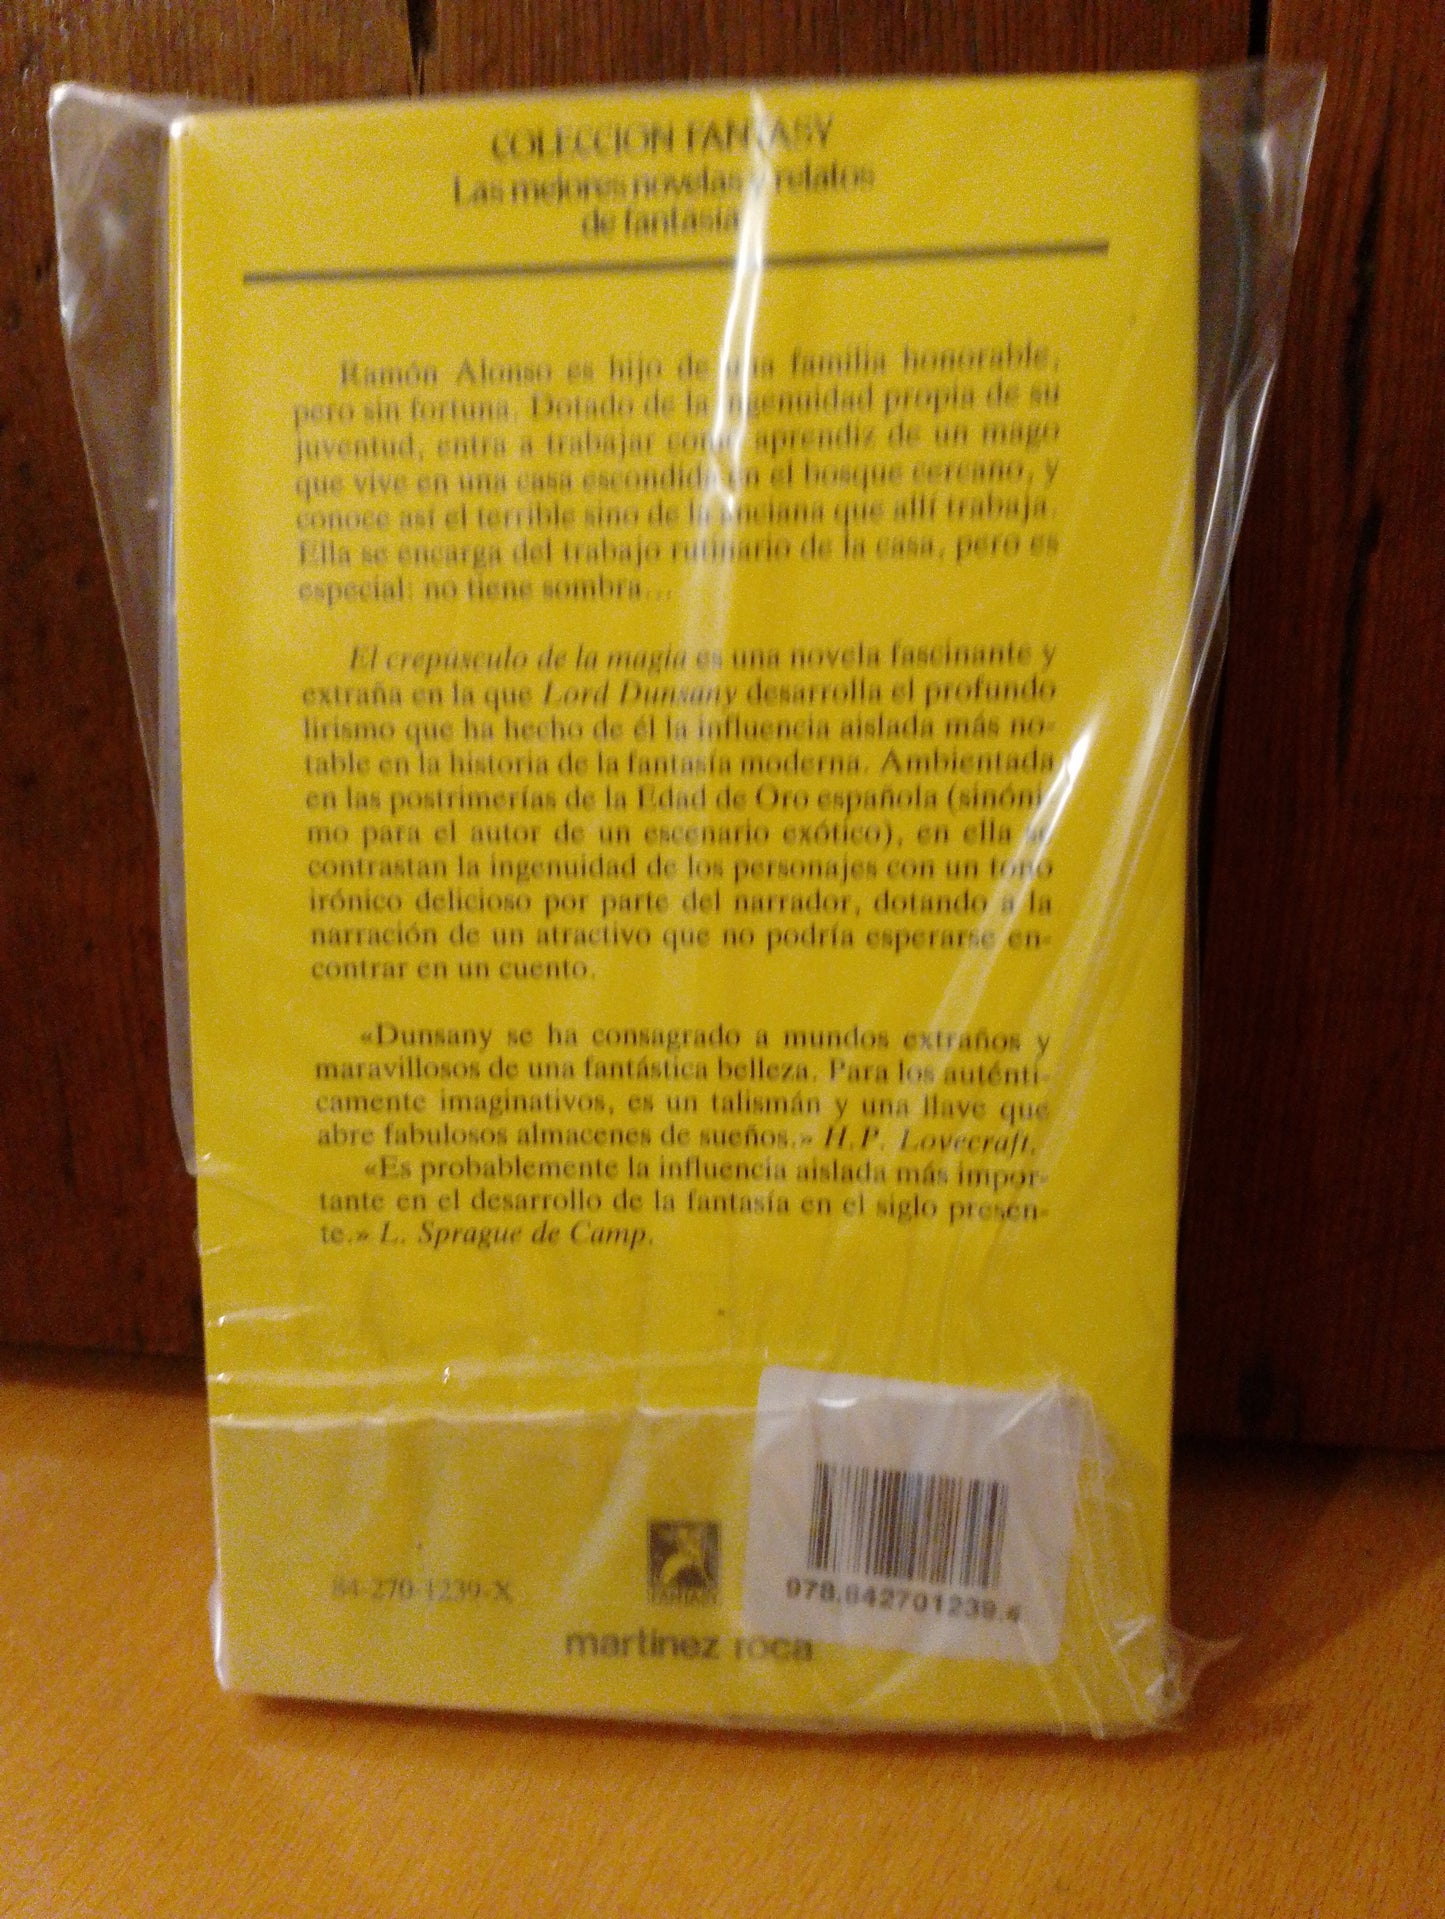 COLECCION FANTASY
Las mejores novelas y relatos
de fantasía
Ramón Alonso es hijo de una familia honorable,
pero sin fortuna. Dotado de la ingenuidad propia de su
juventud, entra a trabajar como aprendiz de un mago
que vive en una casa escondida en el bosque cercano, y
conoce así el terrible sino de la anciana que allí trabaja.
Ella se encarga del trabajo rutinario de la casa, pero es
especial: no tiene sombra...
El crepúsculo de la magia es una novela fascinante y
extraña en la que Lord Dunsany desarrolla el profundo
lirismo que ha hecho de él la influencia aislada más no-
table en la historia de la fantasía moderna. Ambientada
en las postrimerías de la Edad de Oro española (sinóni-
mo para el autor de un escenario exótico), en ella se
contrastan la ingenuidad de los personajes con un tono
irónico delicioso por parte del narrador, dotando a la
narración de un atractivo que no podría esperarse en-
contrar en un cuento.
«Dunsany se ha consagrado a mundos extraños y
maravillosos de una fantástica belleza. Para los auténti-
camente imaginativos, es un talismán y una llave que
abre fabulosos almacenes de sueños.» H.P. Lovecraft.
«Es probablemente la influencia aislada más impor-
tante en el desarrollo de la fantasía en el siglo presen-
te.» L. Sprague de Camp.
84-270-1239-X
FANTASY
martínez roca
978.842701239.4